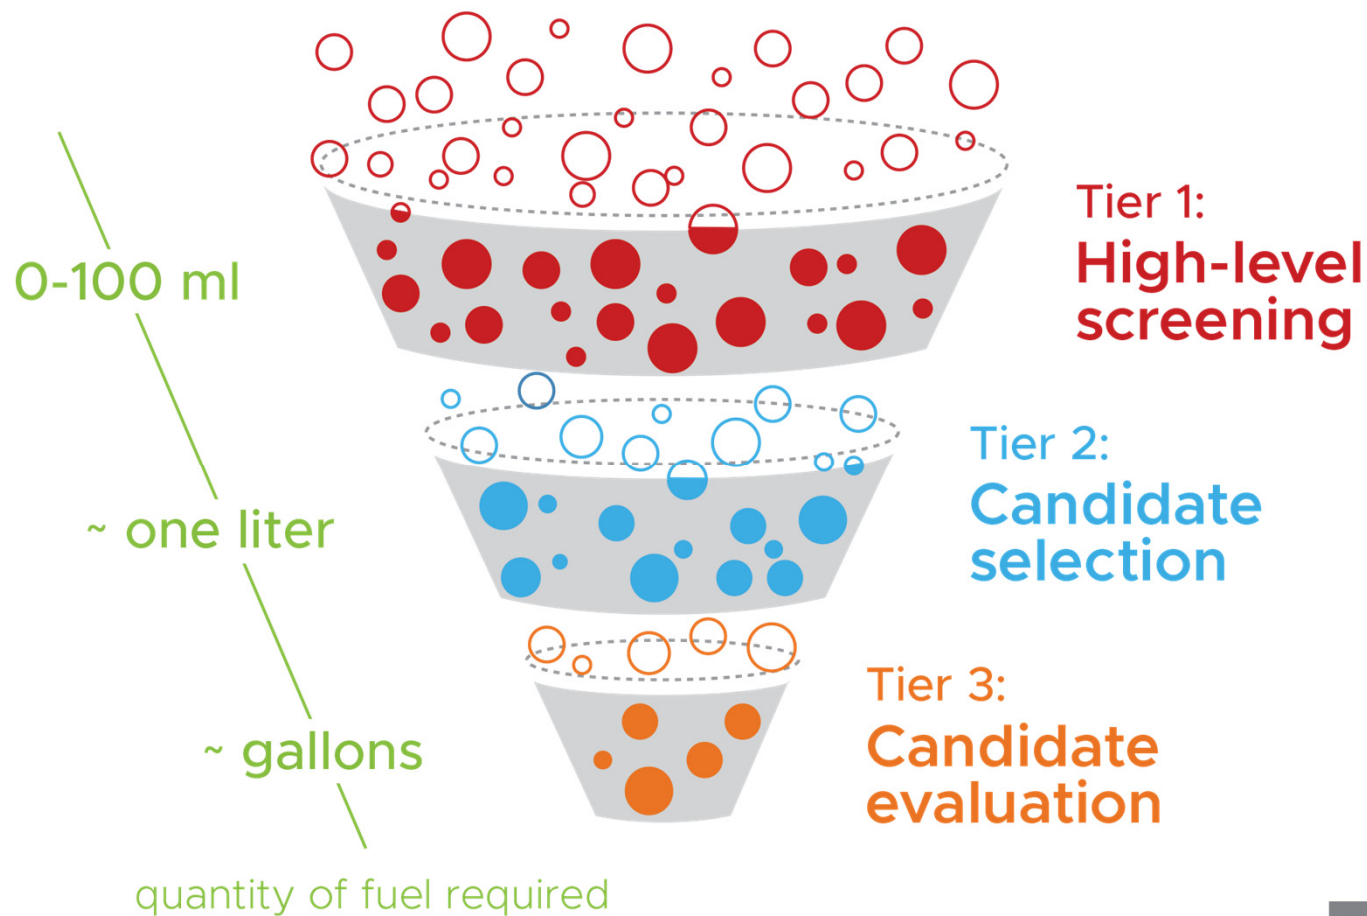 Tier 1:
High-level
screening
0-100 ml
Tier 2:
Candidate
selection
~ one liter
Tier 3:
Candidate
evaluation
~ gallons
quantity of fuel required